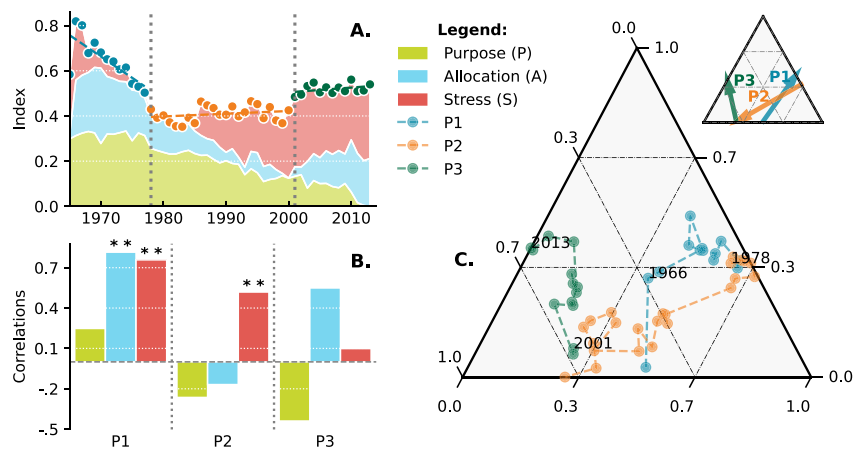 A.
Index
0.8
0.6
0.4
0.2
0.0
1970
1980
1990
2000
2010
Legend:
Purpose (P)
Allocation (A)
Stress (S)
P1
P2
P3
B.
Correlations
0.7
0.4
0.1
-.2
-.5
* *
* *
* *
P1
P2
P3
C.
0.0
1.0
0.3
0.7
0.7
0.3
1.0
0.0
0.0
0.3
0.7
1.0
2013
1966
1978
2001
P3
P1
P2